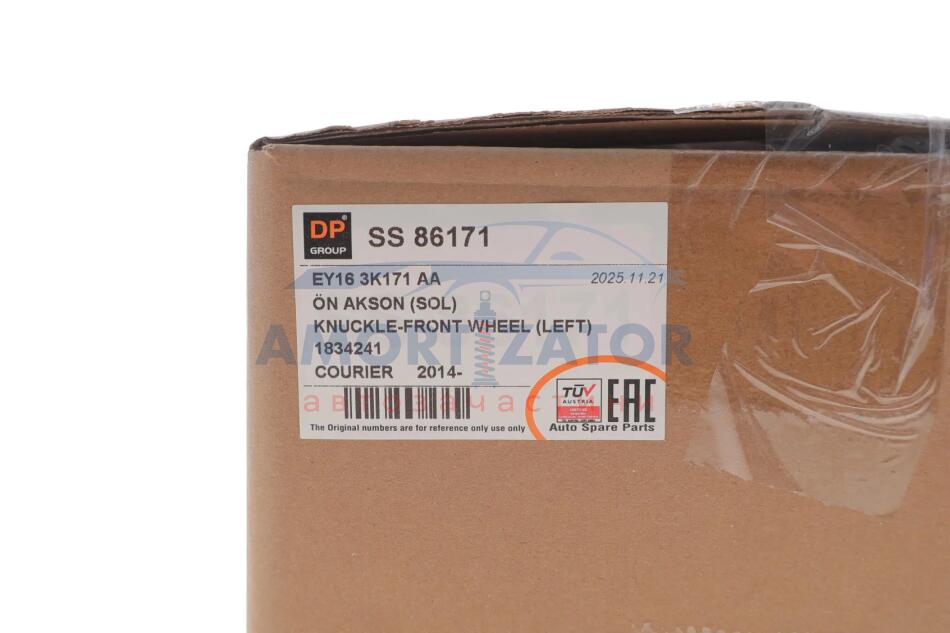 DP®
GROUP
SS 86171
EY16 3K171 AA
2025.11.21
ÖN AKSON (SOL)
KNUCKLE-FRONT WHEEL (LEFT)
1834241
COURIER 2014-
The Original numbers are for reference only use only
TÜV
AUSTRIA
EAC
Auto Spare Parts
AMORTIZATOR
автозапчастини